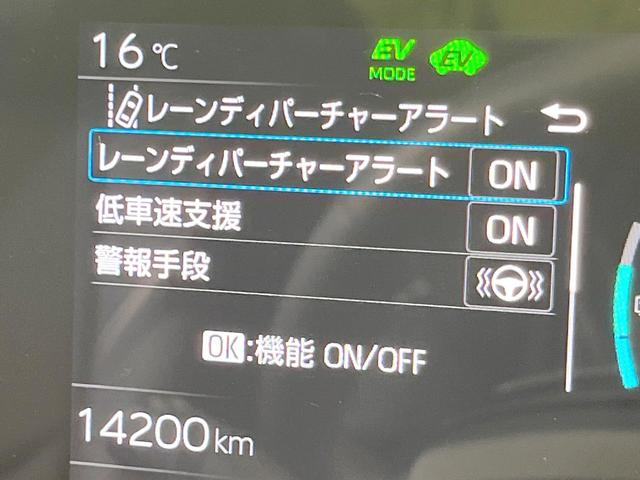 16℃
EV
MODE
EV
レーンディパーチャーアラート
レーンディパーチャーアラート ON
低車速支援 ON
警報手段
OK:機能 ON/OFF
14200km